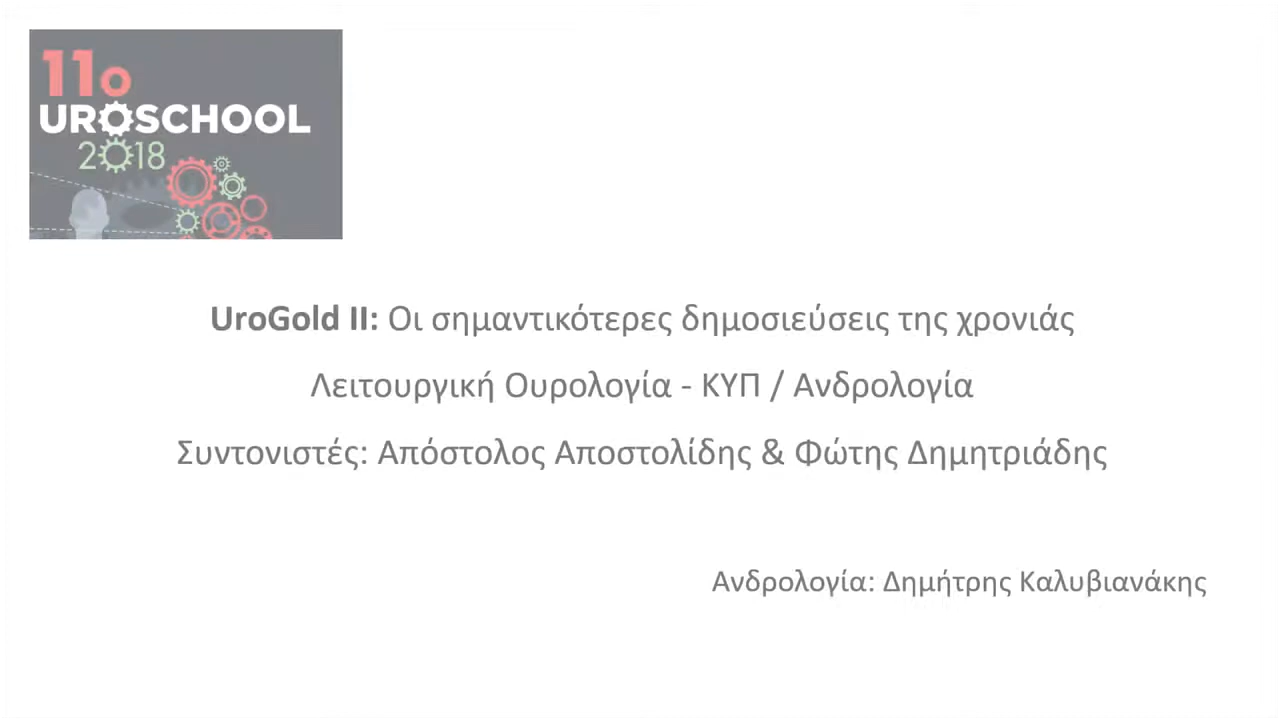 11ο
UROSCHOOL
2018
UroGold II: Οι σημαντικότερες δημοσιεύσεις της χρονιάς
Λειτουργική Ουρολογία - ΚΥΠ / Ανδρολογία
Συντονιστές: Απόστολος Αποστολίδης & Φώτης Δημητριάδης
Ανδρολογία: Δημήτρης Καλυβιανάκης